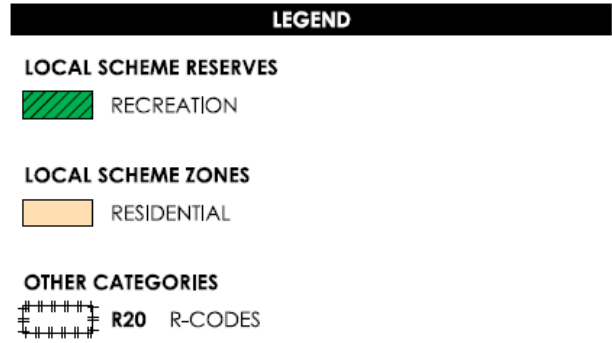 LEGEND
LOCAL SCHEME RESERVES
RECREATION
LOCAL SCHEME ZONES
RESIDENTIAL
OTHER CATEGORIES
R20 R-CODES